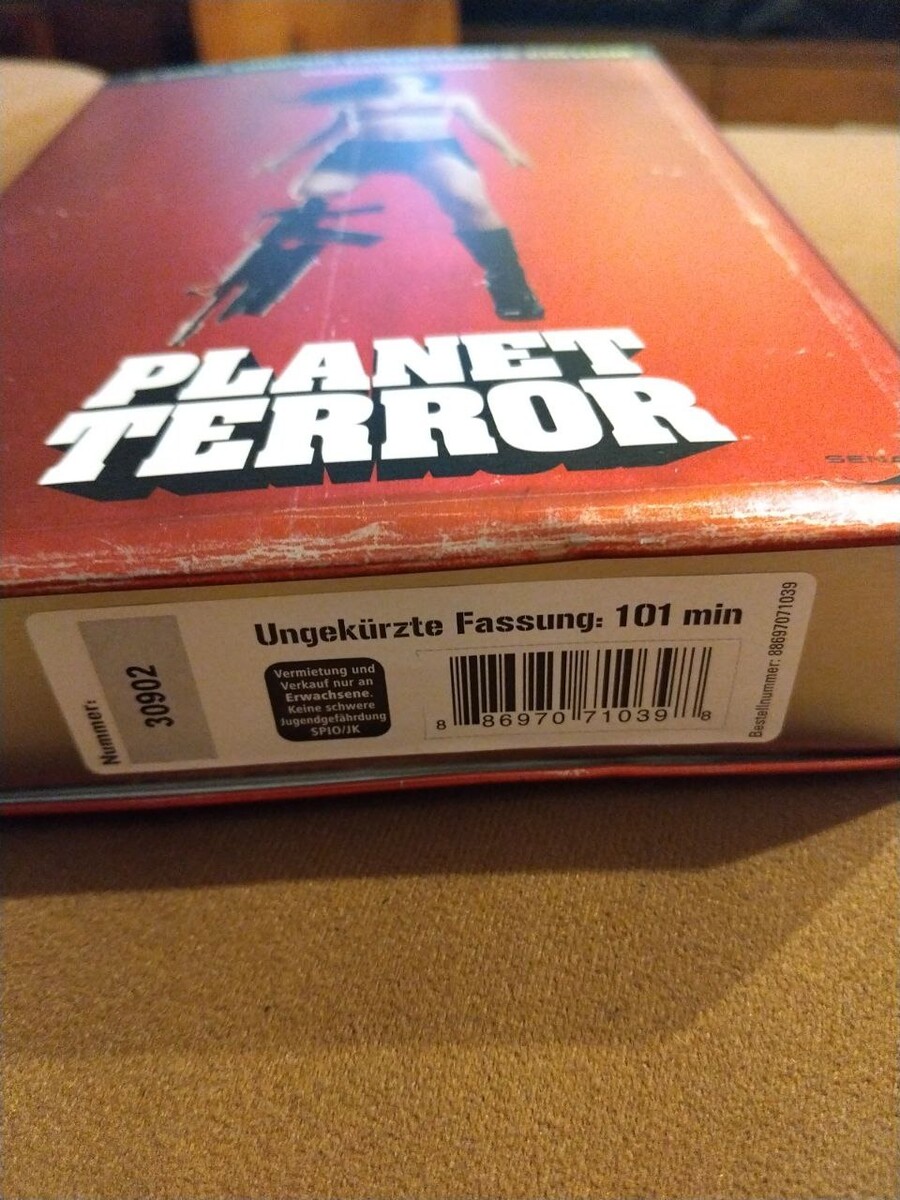 PLANET
TERROR
Nummer:
30902
Ungekürzte Fassung: 101 min
Vermietung und
Verkauf nur an
Erwachsene.
Keine schwere
Jugendgefährdung
SPIO/JK
8 86970 71039 8
Bestellnummer: 88697071039